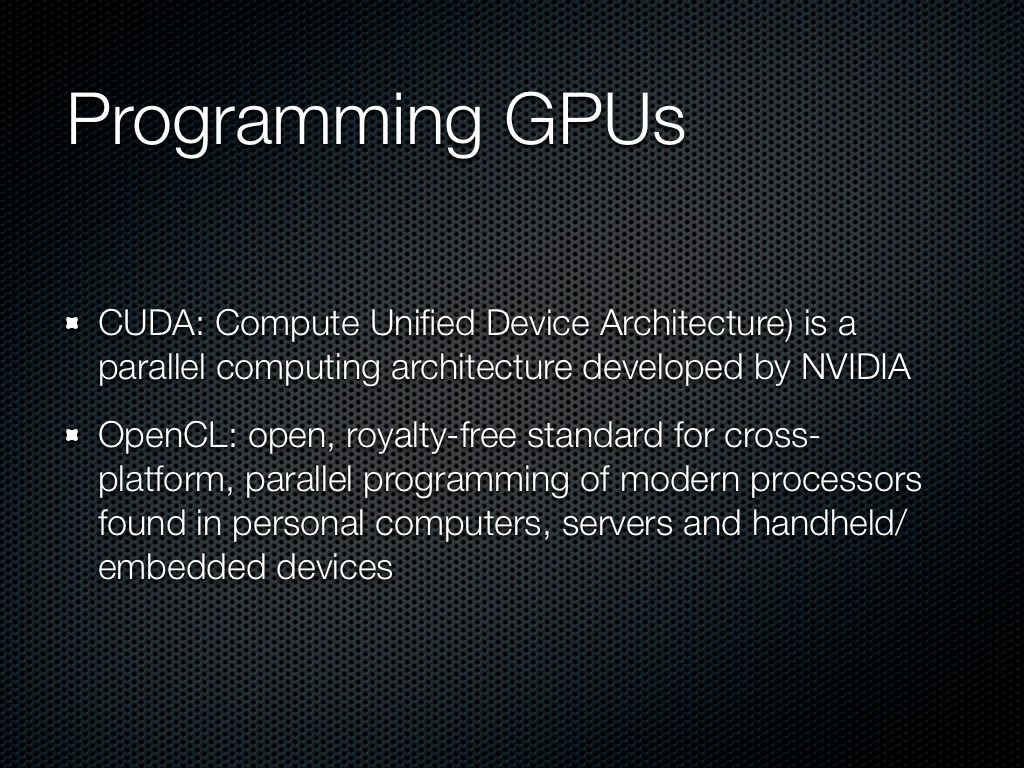 Programming GPUs
CUDA: Compute Unified Device Architecture) is a
parallel computing architecture developed by NVIDIA
OpenCL: open, royalty-free standard for cross-
platform, parallel programming of modern processors
found in personal computers, servers and handheld/
embedded devices